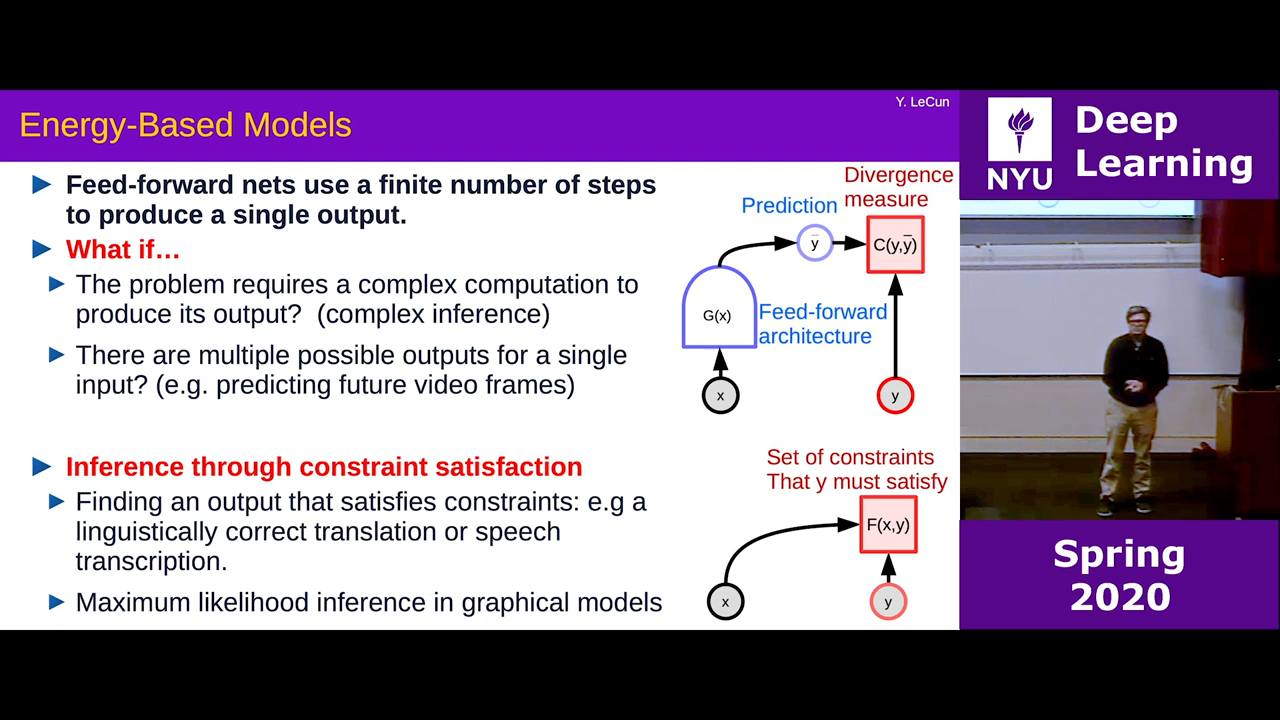 Y. LeCun
Energy-Based Models
► Feed-forward nets use a finite number of steps
to produce a single output.
► What if…
► The problem requires a complex computation to
produce its output? (complex inference)
► There are multiple possible outputs for a single
input? (e.g. predicting future video frames)
► Inference through constraint satisfaction
► Finding an output that satisfies constraints: e.g a
linguistically correct translation or speech
transcription.
► Maximum likelihood inference in graphical models
Divergence
measure
Prediction
y̅
C(y,y̅)
G(x)
Feed-forward
architecture
x
y
Set of constraints
That y must satisfy
F(x,y)
x
y
NYU
Deep
Learning
Spring
2020